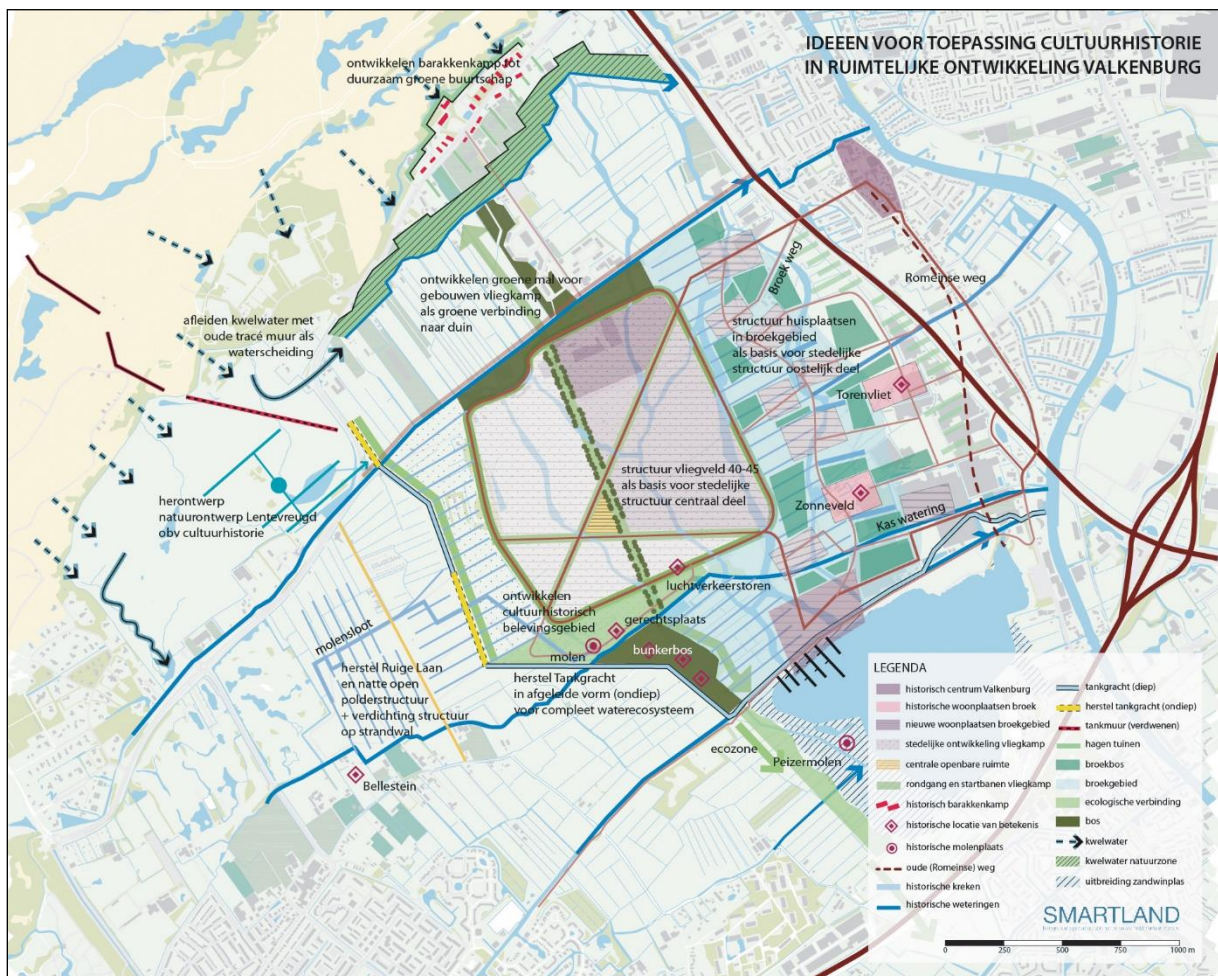 IDEEEN VOOR TOEPASSING CULTUURHISTORIE
IN RUIMTELIJKE ONTWIKKELING VALKENBURG
ontwikkelen barakkenkamp tot
duurzaam groene buurtschap
ontwikkelen groene mal voor
gebouwen vliegkamp
als groene verbinding
naar duin
Broek weg
Romeinse weg
afleiden kwelwater met
oude tracé muur als
waterscheiding
structuur huisplaatsen
in broekgebied
als basis voor stedelijke
structuur oostelijk deel
Torenvliet
structuur vliegveld 40-45
als basis voor stedelijke
structuur centraal deel
herontwerp
natuurontwerp Lentevreugd
obv cultuurhistorie
Zonneveld
Kas watering
luchtverkeerstoren
ontwikkelen
cultuurhistorisch
belevingsgebied
gerechtsplaats
molensloot
molen
bunkerbos
herstel Ruige Laan
en natte open
polderstructuur
+ verdichting structuur
op strandwal
herstel Tankgracht
in afgeleide vorm (ondiep)
voor compleet waterecosysteem
ecozone
Peizermolen
Bellestein
LEGENDA
historisch centrum Valkenburg
historische woonplaatsen broek
nieuwe woonplaatsen broekgebied
stedelijke ontwikkeling vliegkamp
centrale openbare ruimte
rondgang en startbanen vliegkamp
historisch barakkenkamp
historische locatie van betekenis
historische molenplaats
oude (Romeinse) weg
historische kreken
historische weteringen
tankgracht (diep)
herstel tankgracht (ondiep)
tankmuur (verdwenen)
hagen tuinen
broekbos
broekgebied
ecologische verbinding
bos
kwelwater
kwelwater natuurzone
uitbreiding zandwinplas
SMARTLAND
0 250 500 750 1000 m